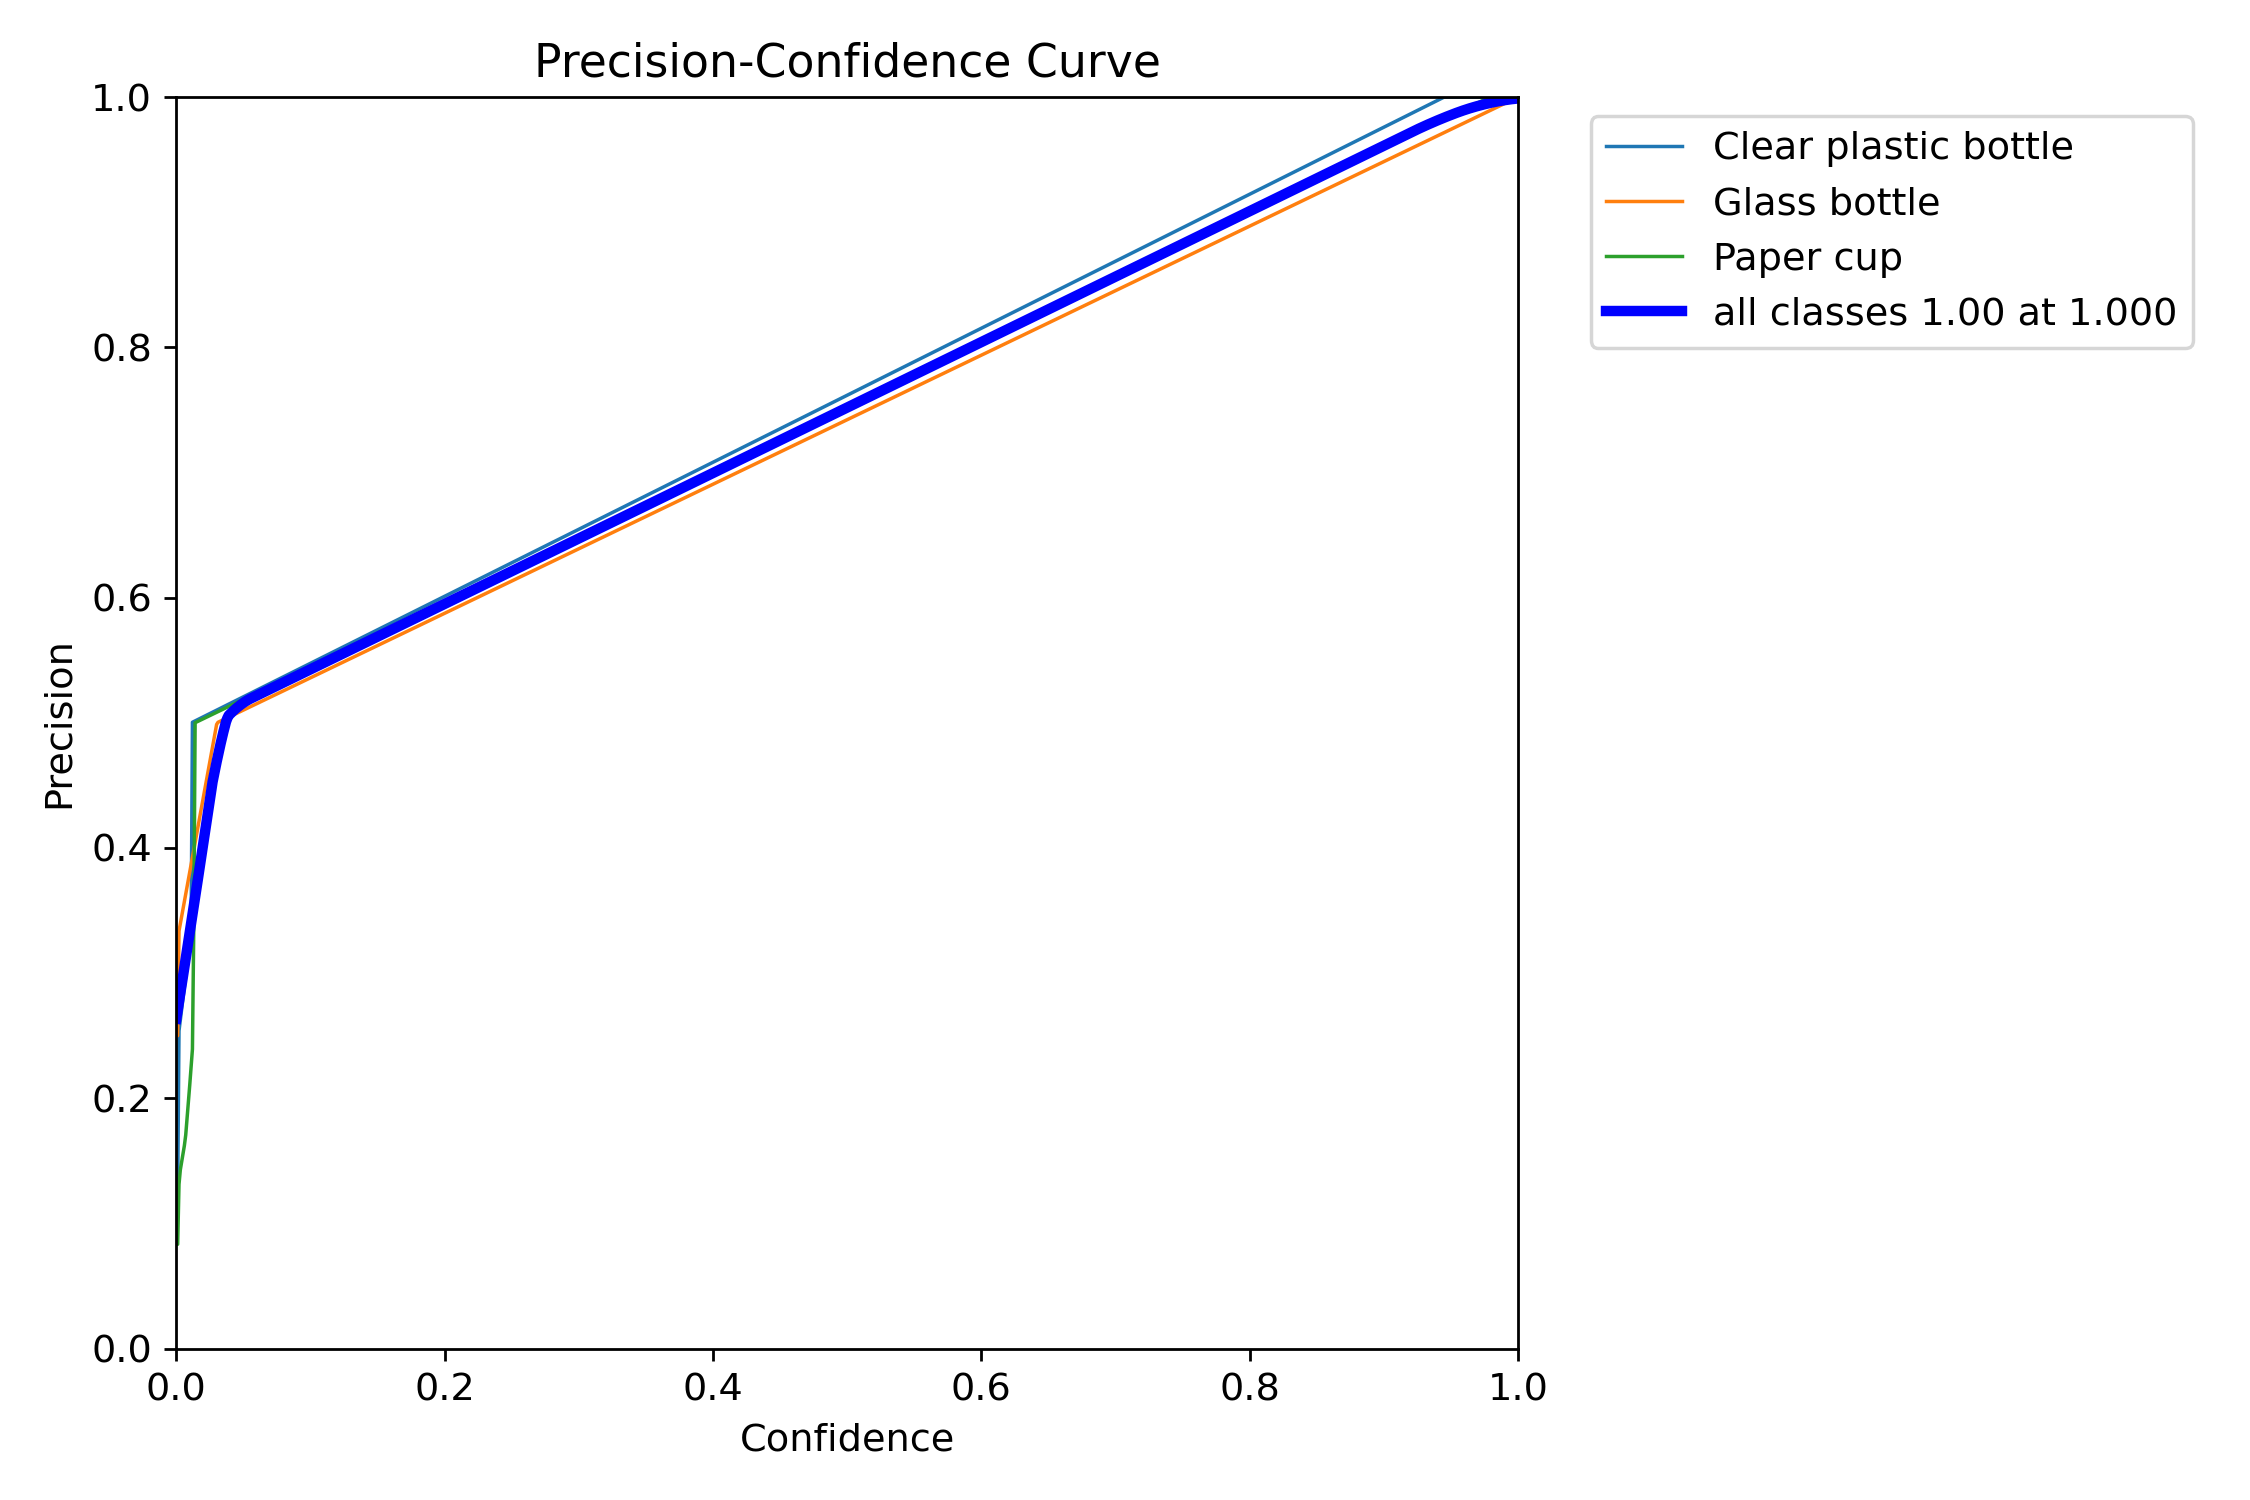 Precision-Confidence Curve
1.0
0.8
0.6
0.4
0.2
0.0
Precision
0.0 0.2 0.4 0.6 0.8 1.0
Confidence
Clear plastic bottle
Glass bottle
Paper cup
all classes 1.00 at 1.000